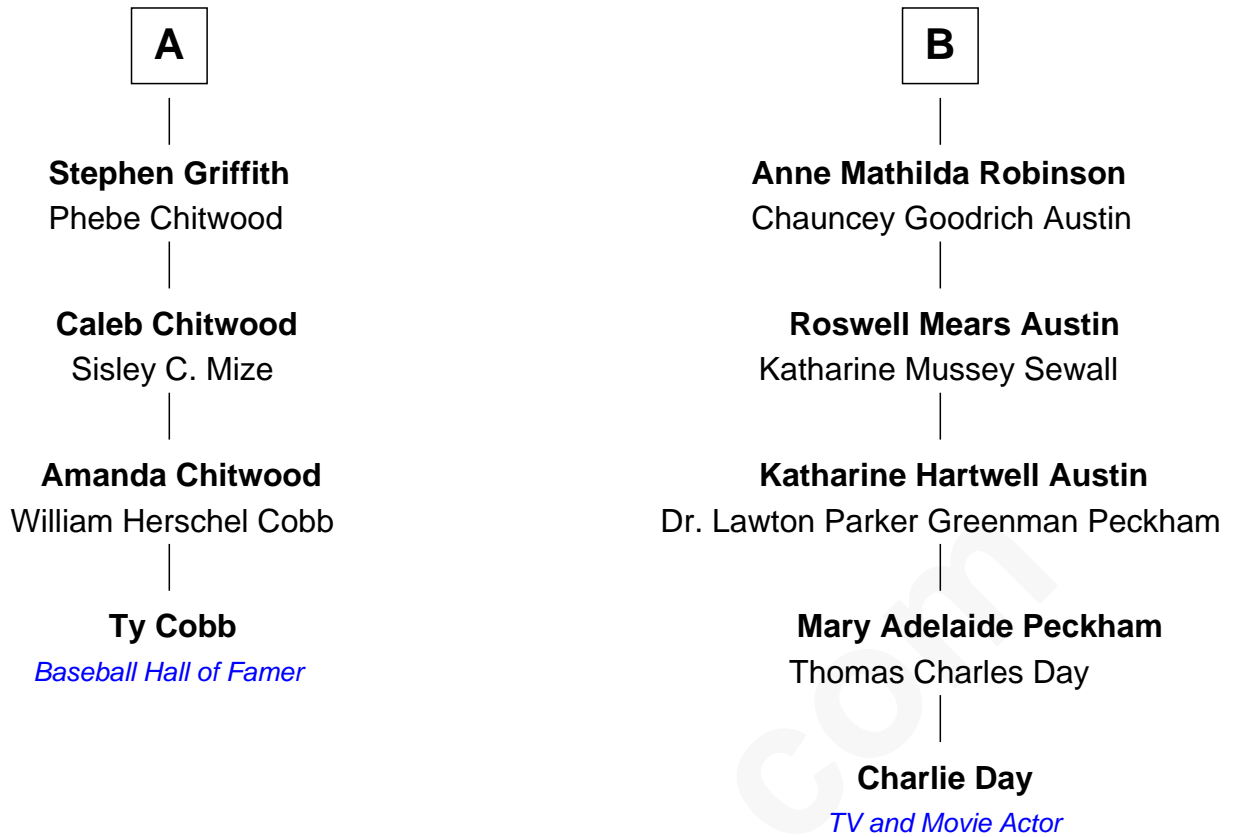 A
Stephen Griffith
Phebe Chitwood
Caleb Chitwood
Sisley C. Mize
Amanda Chitwood
William Herschel Cobb
Ty Cobb
Baseball Hall of Famer
B
Anne Mathilda Robinson
Chauncey Goodrich Austin
Roswell Mears Austin
Katharine Mussey Sewall
Katharine Hartwell Austin
Dr. Lawton Parker Greenman Peckham
Mary Adelaide Peckham
Thomas Charles Day
Charlie Day
TV and Movie Actor
com